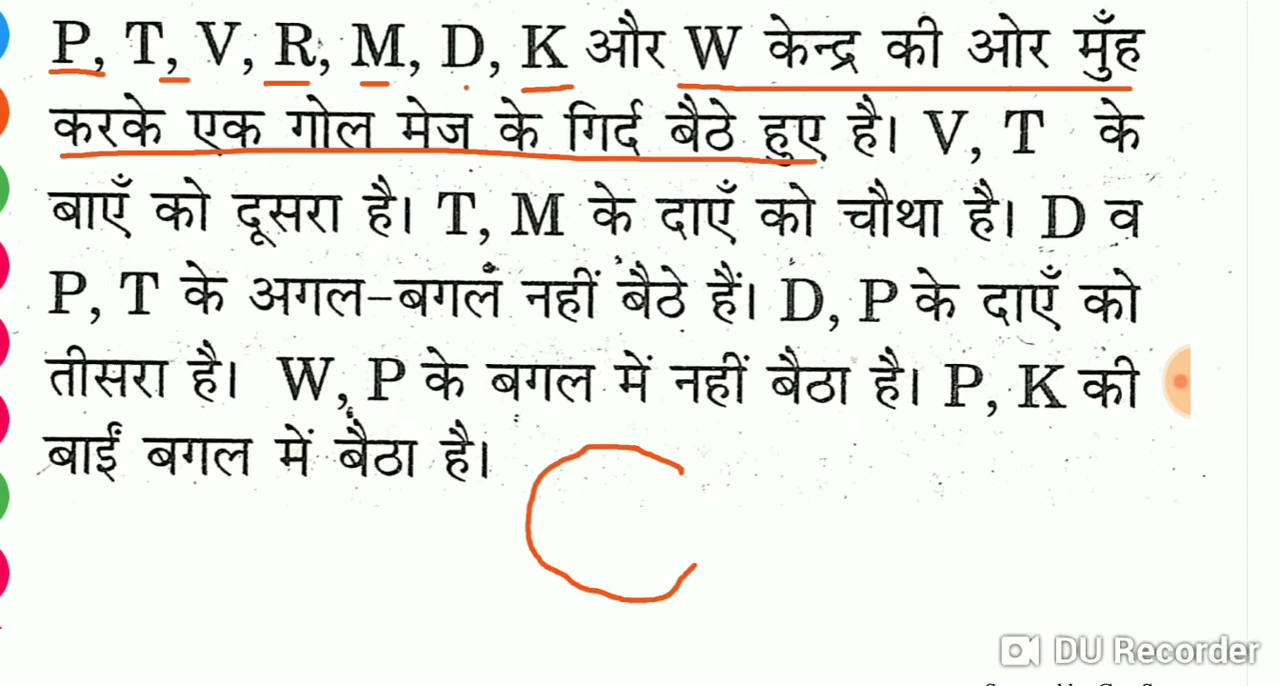 P, T, V, R, M, D, K और W केन्द्र की ओर मुँह
करके एक गोल मेज के गिर्द बैठे हुए है। V, T के
बाएँ को दूसरा है। T, M के दाएँ को चौथा है। D व
P, T के अगल-बगल नहीं बैठे हैं। D, P के दाएँ को
तीसरा है। W, P के बगल में नहीं बैठा है। P, K की
बाईं बगल में बैठा है।
DU Recorder